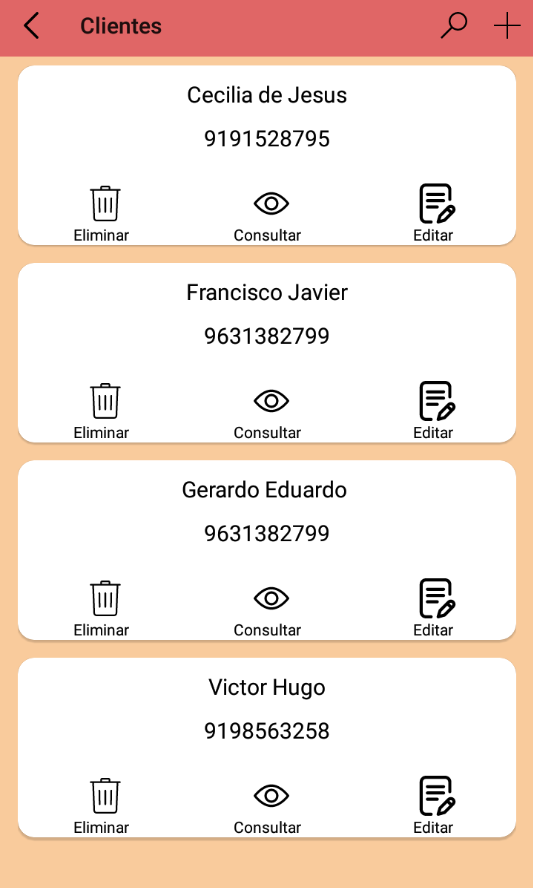 Clientes
Cecilia de Jesus
9191528795
Eliminar Consultar Editar
Francisco Javier
9631382799
Eliminar Consultar Editar
Gerardo Eduardo
9631382799
Eliminar Consultar Editar
Victor Hugo
9198563258
Eliminar Consultar Editar